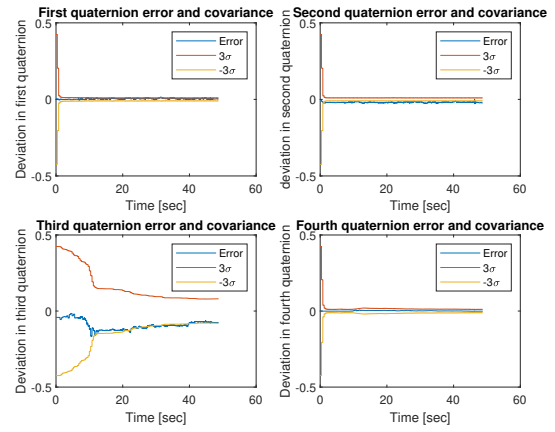 First quaternion error and covariance
Deviation in first quaternion
0.5
0
-0.5
0
20
40
60
Time [sec]
Error
3σ
-3σ
Second quaternion error and covariance
deviation in second quaternion
0.5
0
-0.5
0
20
40
60
Time [sec]
Error
3σ
-3σ
Third quaternion error and covariance
Deviation in third quaternion
0.5
0
-0.5
0
20
40
60
Time [sec]
Error
3σ
-3σ
Fourth quaternion error and covariance
deviation in fourth quaternion
0.5
0
-0.5
0
20
40
60
Time [sec]
Error
3σ
-3σ